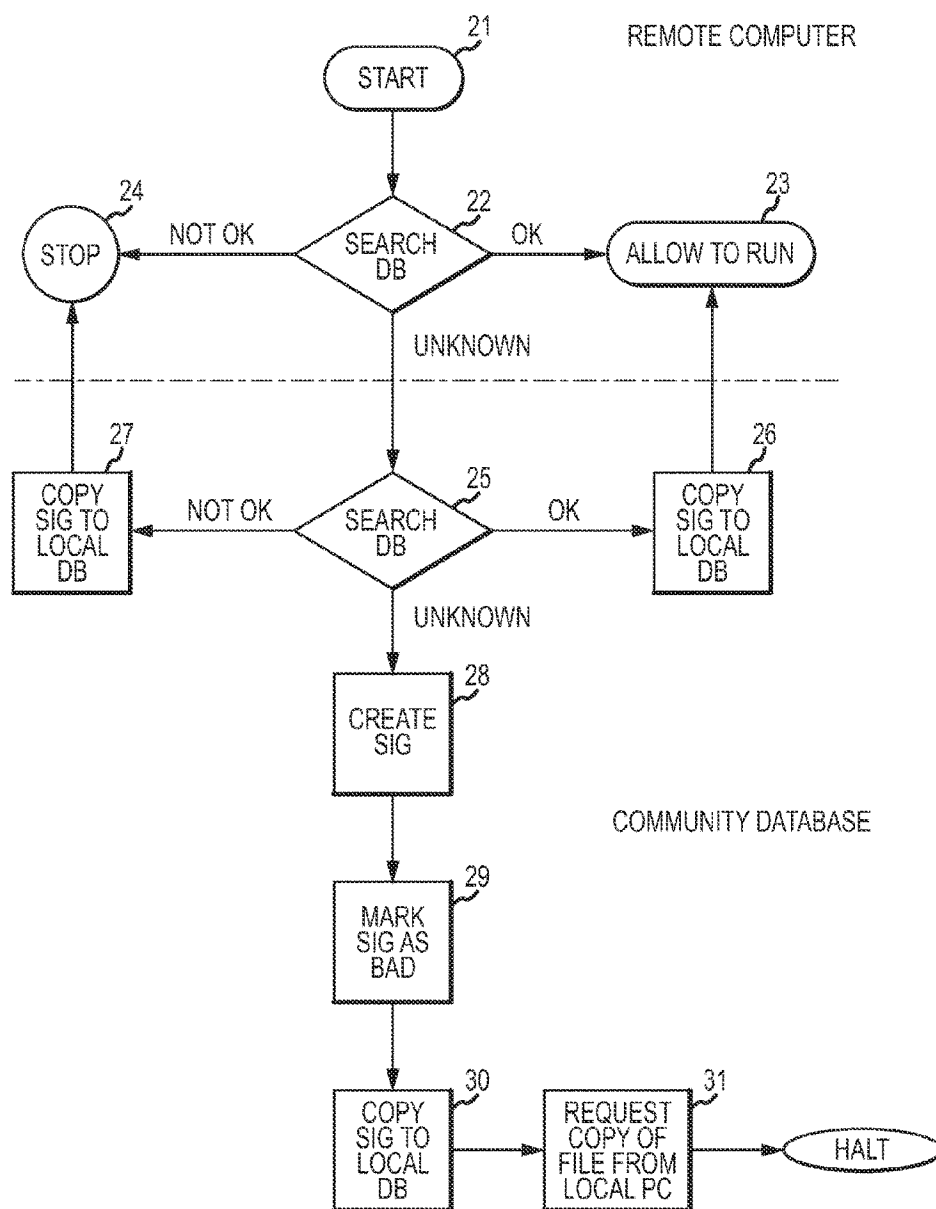 21
REMOTE COMPUTER
START
24
22
23
NOT OK
OK
STOP
SEARCH
DB
ALLOW TO RUN
UNKNOWN
27
25
26
COPY
SIG TO
LOCAL
DB
NOT OK
SEARCH
DB
OK
COPY
SIG TO
LOCAL
DB
UNKNOWN
28
CREATE
SIG
COMMUNITY DATABASE
29
MARK
SIG AS
BAD
30
31
COPY
SIG TO
LOCAL
DB
REQUEST
COPY OF
FILE FROM
LOCAL PC
HALT